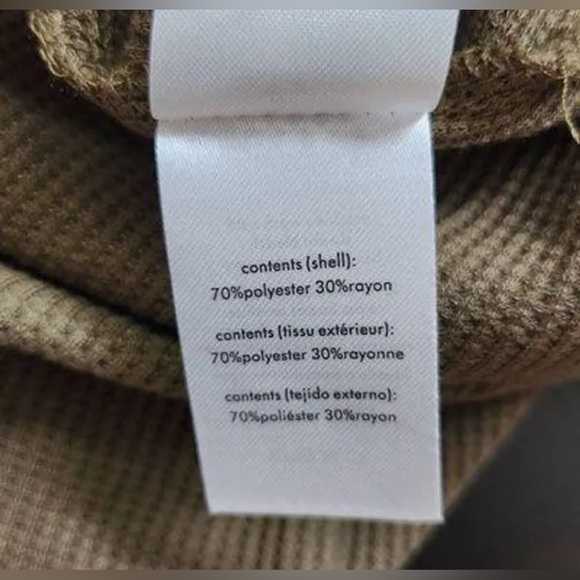 contents (shell):
70%polyester 30%rayon
contents (tissu extérieur):
70%polyester 30%rayonne
contents (tejido externo):
70%poliéster 30%rayon